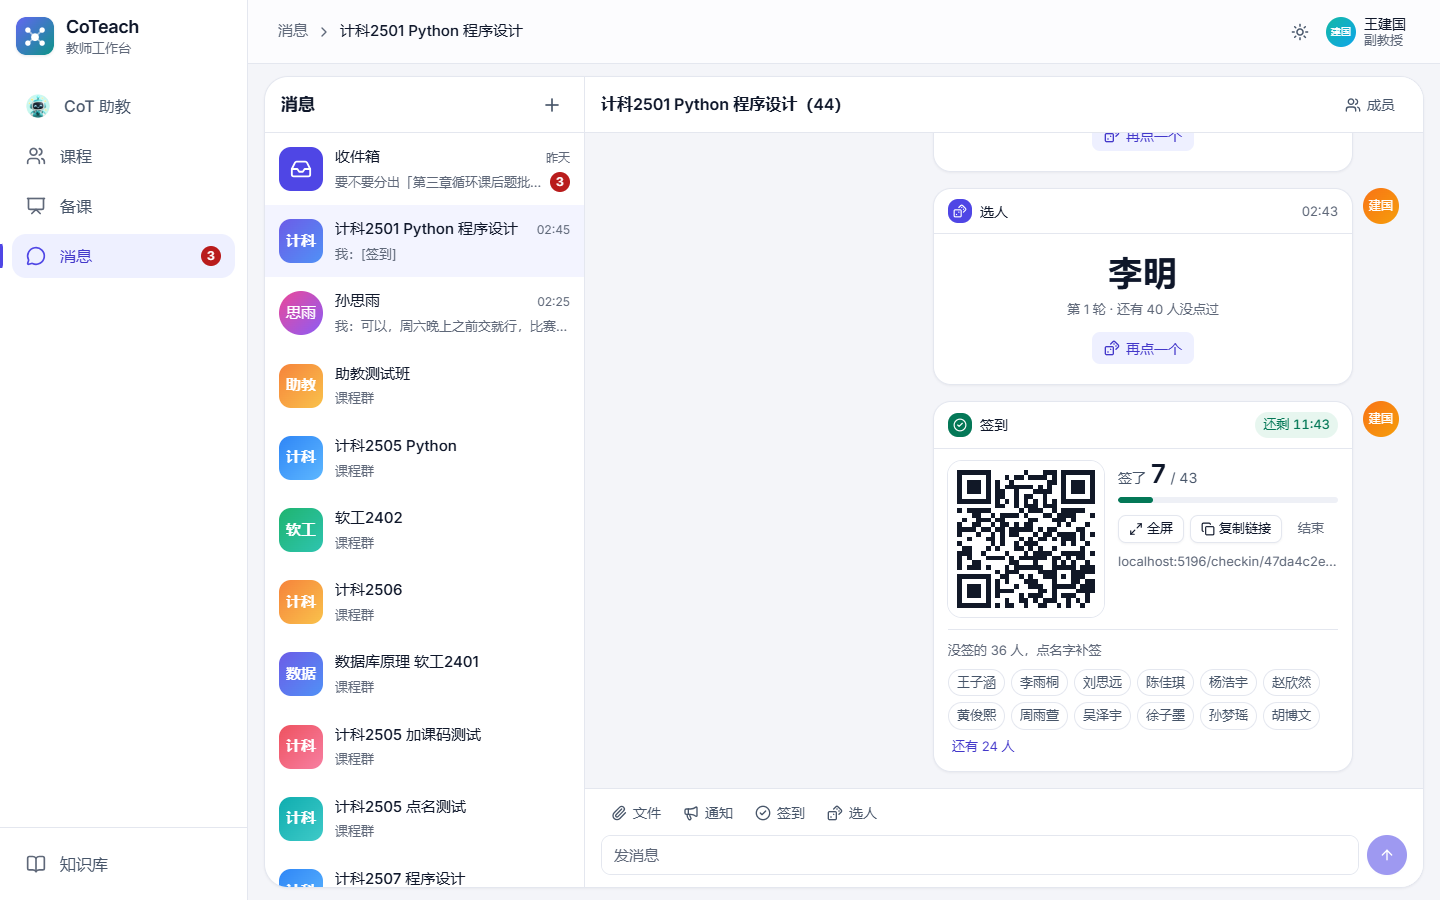 CoTeach
教师工作台
CoT 助教
课程
备课
消息
3
知识库
消息 > 计科2501 Python 程序设计
建国
王建国
副教授
消息
收件箱
昨天
要不要分出「第三章循环课后题批...
3
计科
计科2501 Python 程序设计
02:45
我：[签到]
思雨
孙思雨
02:25
我：可以，周六晚上之前交就行，比赛...
助教
助教测试班
课程群
计科
计科2505 Python
课程群
软工
软工2402
课程群
计科
计科2506
课程群
数据
数据库原理 软工2401
课程群
计科
计科2505 加课码测试
课程群
计科
计科2505 点名测试
课程群
计科
计科2507 程序设计
计科2501 Python 程序设计（44）
成员
再点一个
选人
02:43
建国
李明
第 1 轮 · 还有 40 人没点过
再点一个
签到
还剩 11:43
建国
签了 7 / 43
全屏
复制链接
结束
localhost:5196/checkin/47da4c2e...
没签的 36 人，点名字补签
王子涵 李雨桐 刘思远 陈佳琪 杨浩宇 赵欣然
黄俊熙 周雨萱 吴泽宇 徐子墨 孙梦瑶 胡博文
还有 24 人
文件 通知 签到 选人
发消息